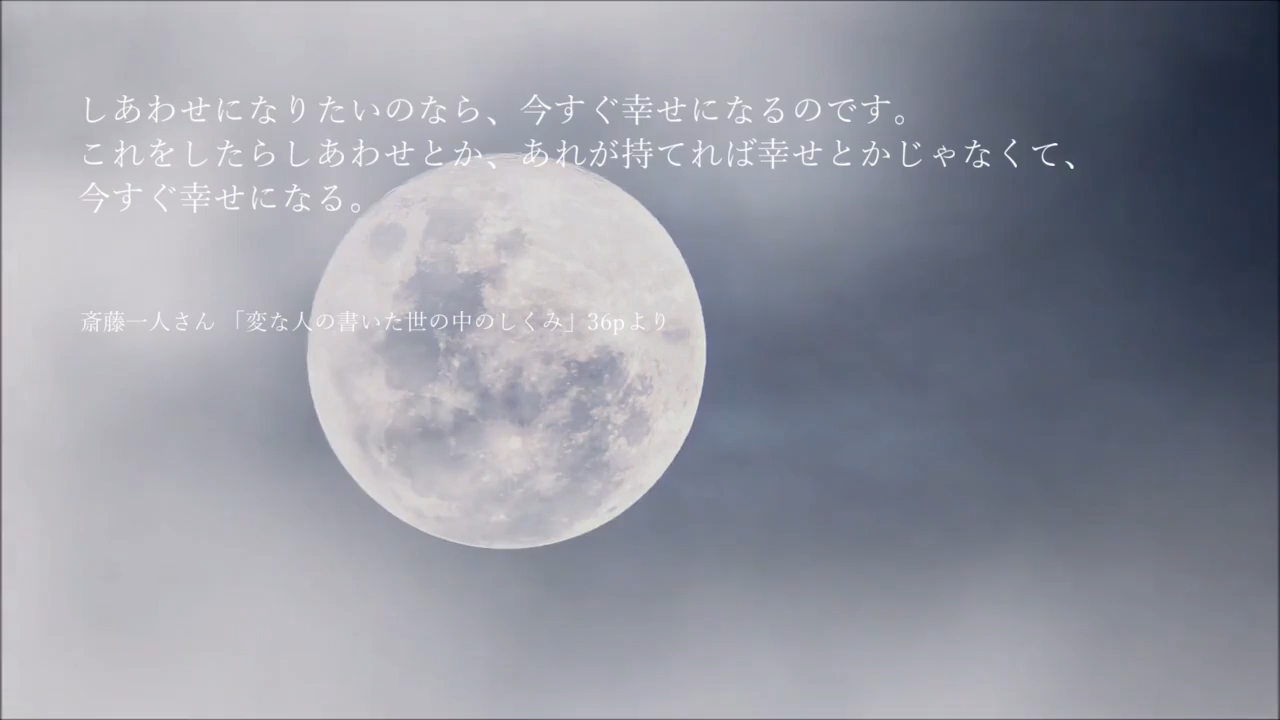 しあわせになりたいのなら、今すぐ幸せになるのです。
これをしたらしあわせとか、あれが持てれば幸せとかじゃなくて、
今すぐ幸せになる。
斎藤一人さん 「変な人の書いた世の中のしくみ」36pより